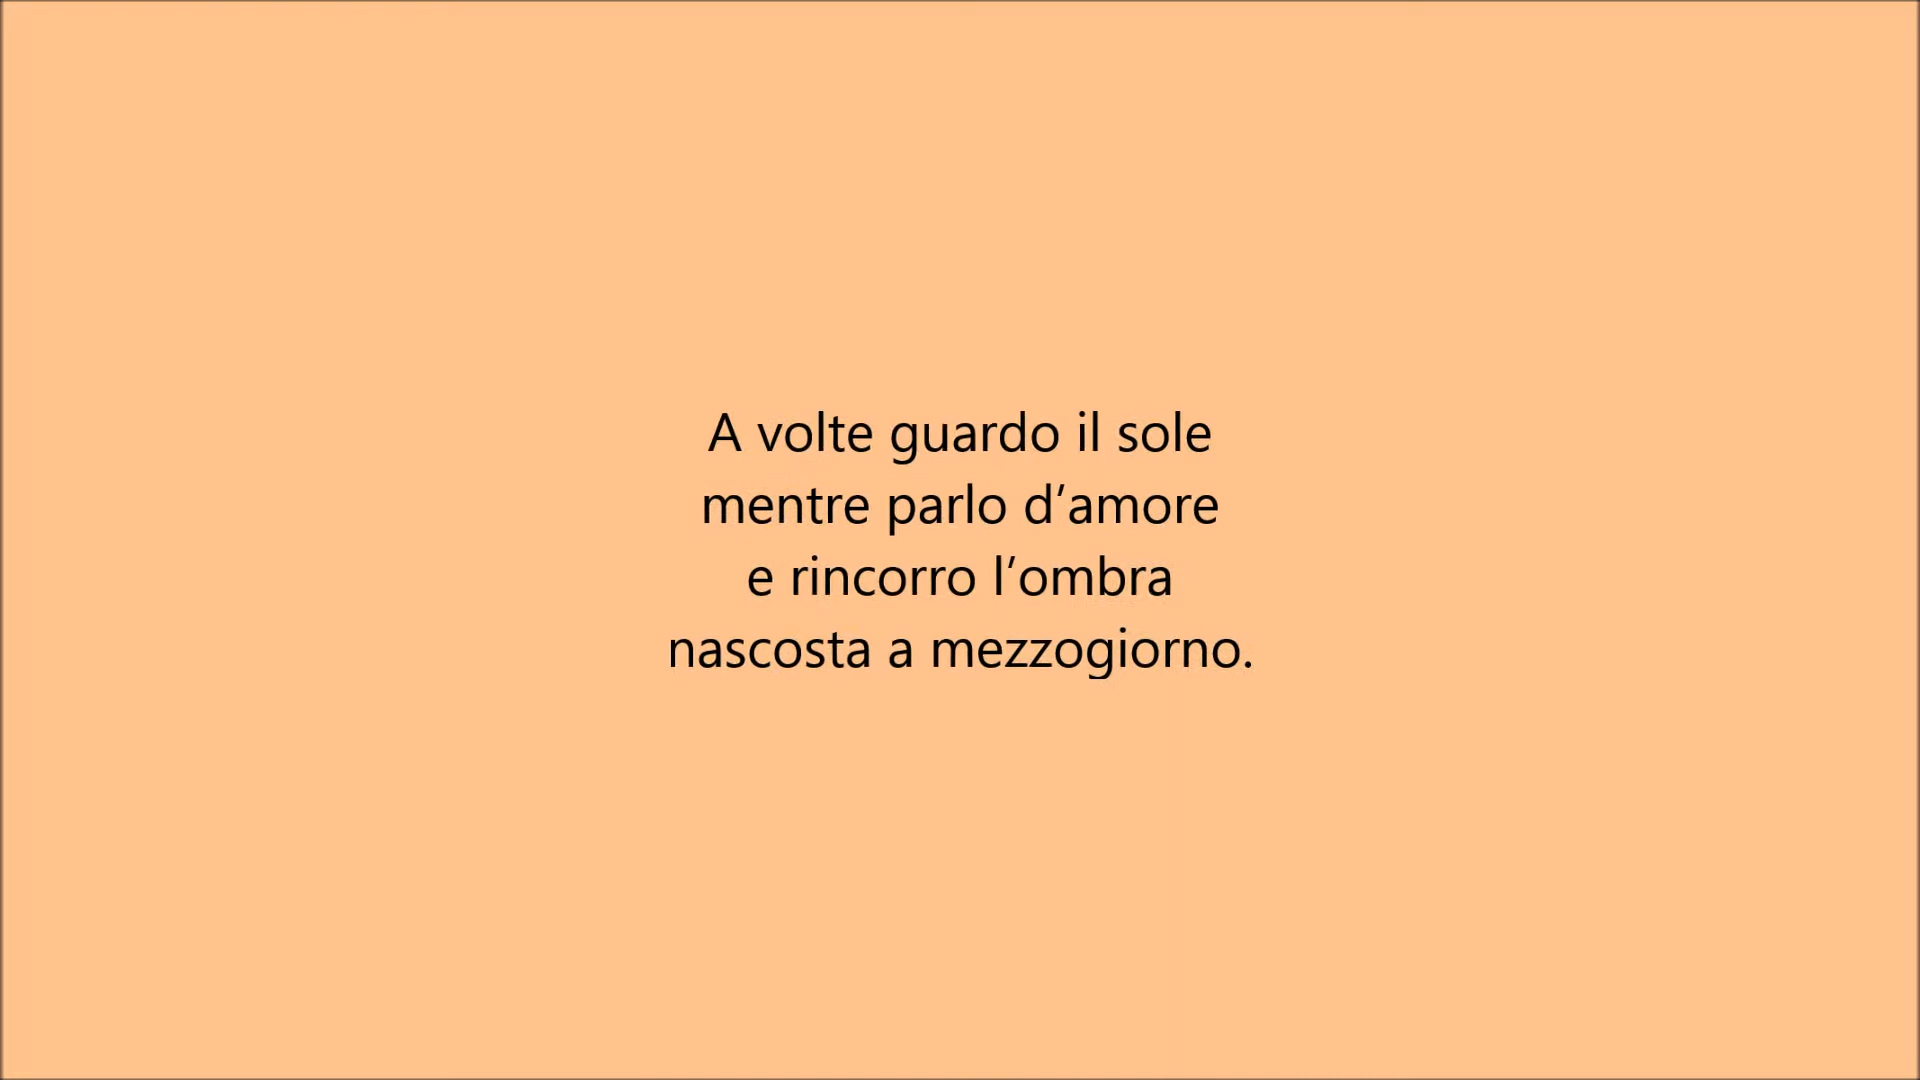 A volte guardo il sole
mentre parlo d’amore
e rincorro l’ombra
nascosta a mezzogiorno.